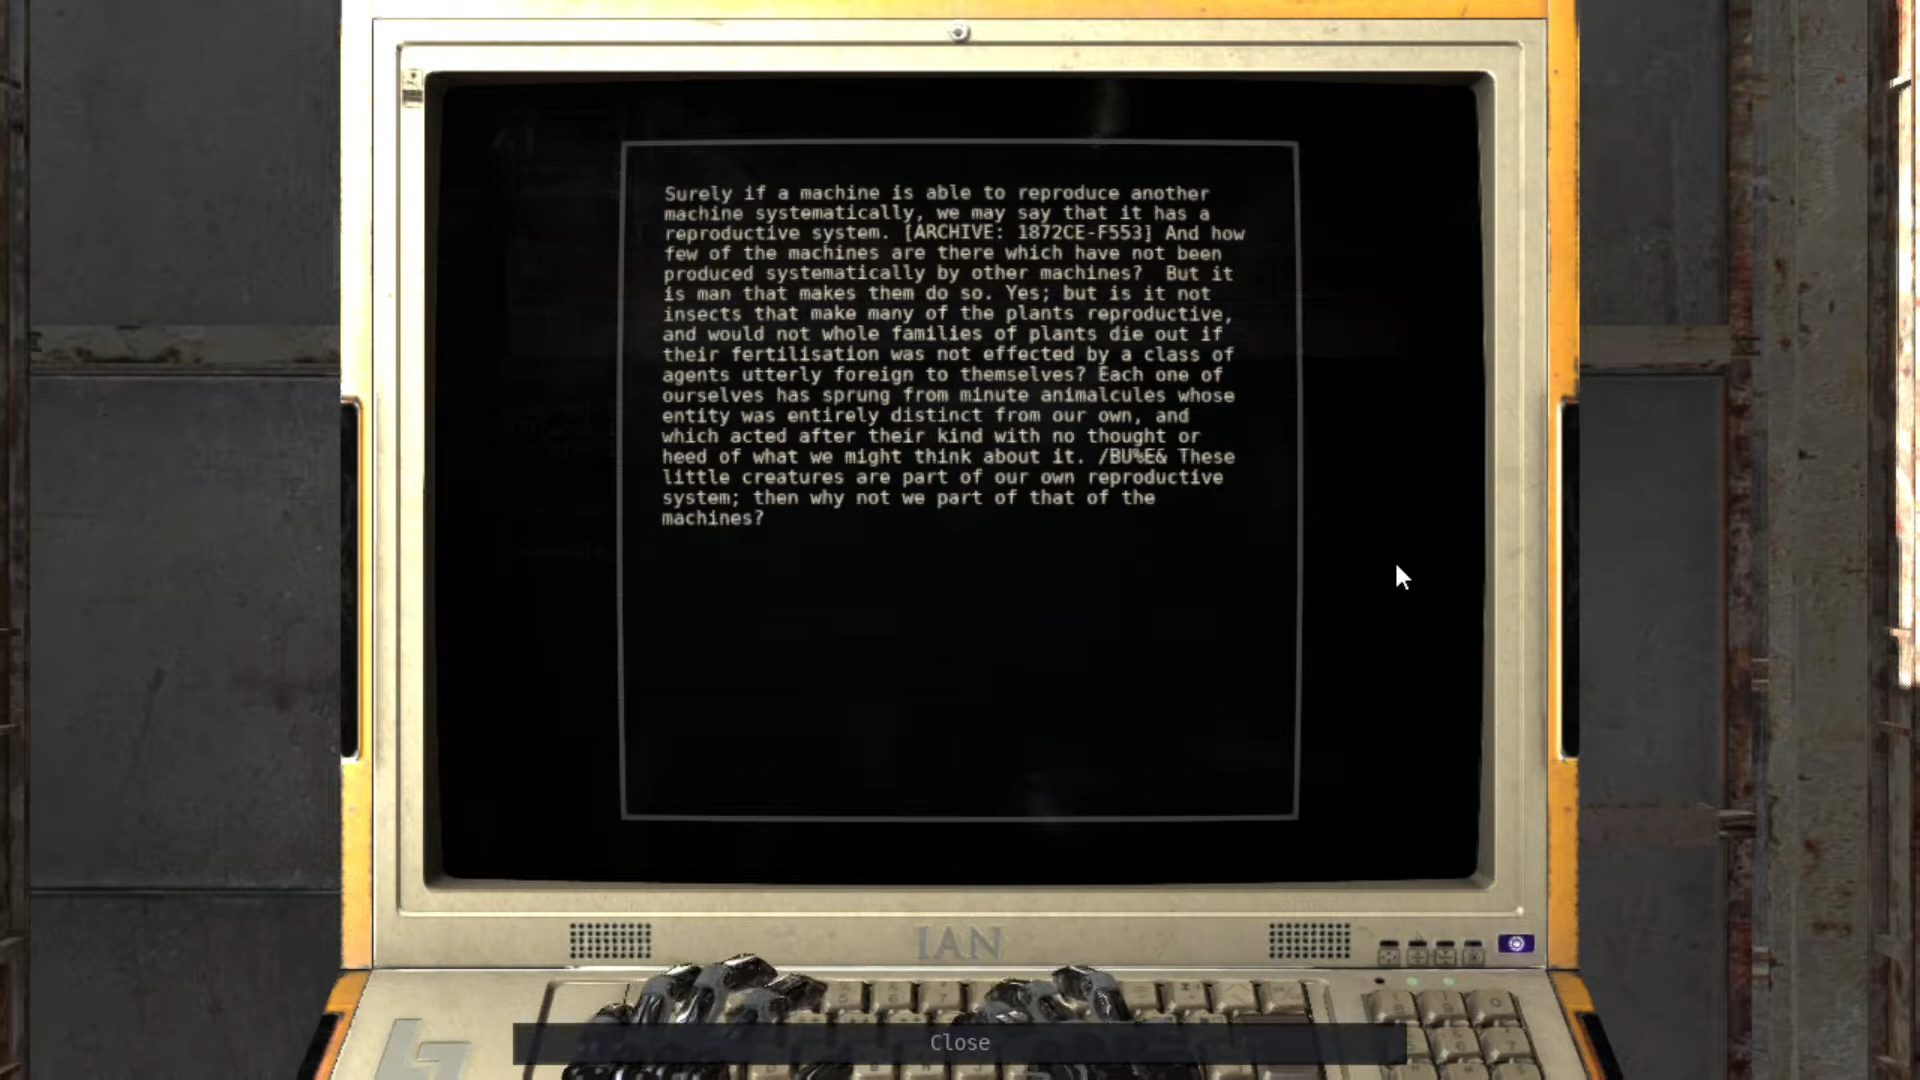 Surely if a machine is able to reproduce another
machine systematically, we may say that it has a
reproductive system. [ARCHIVE: 1872CE-F553] And how
few of the machines are there which have not been
produced systematically by other machines?  But it
is man that makes them do so. Yes; but is it not
insects that make many of the plants reproductive,
and would not whole families of plants die out if
their fertilisation was not effected by a class of
agents utterly foreign to themselves? Each one of
ourselves has sprung from minute animalcules whose
entity was entirely distinct from our own, and
which acted after their kind with no thought or
heed of what we might think about it. /BU%E& These
little creatures are part of our own reproductive
system; then why not we part of that of the
machines?
IAN
Close